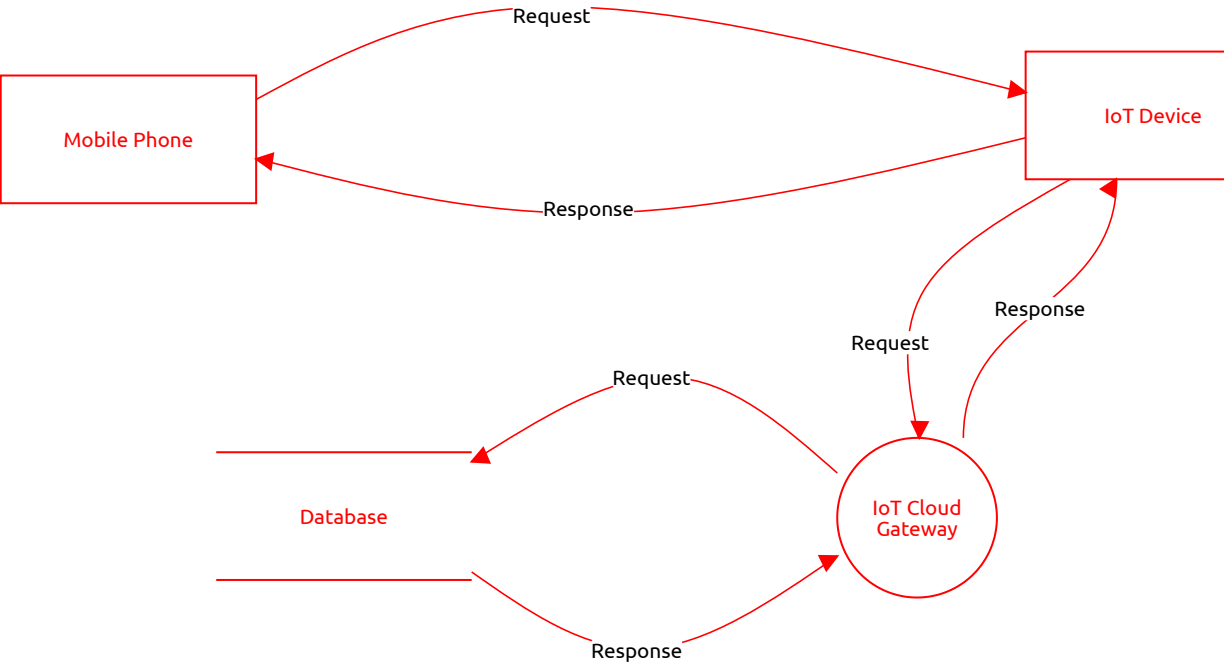 Request
Mobile Phone
IoT Device
Response
Response
Request
Request
Database
IoT Cloud
Gateway
Response